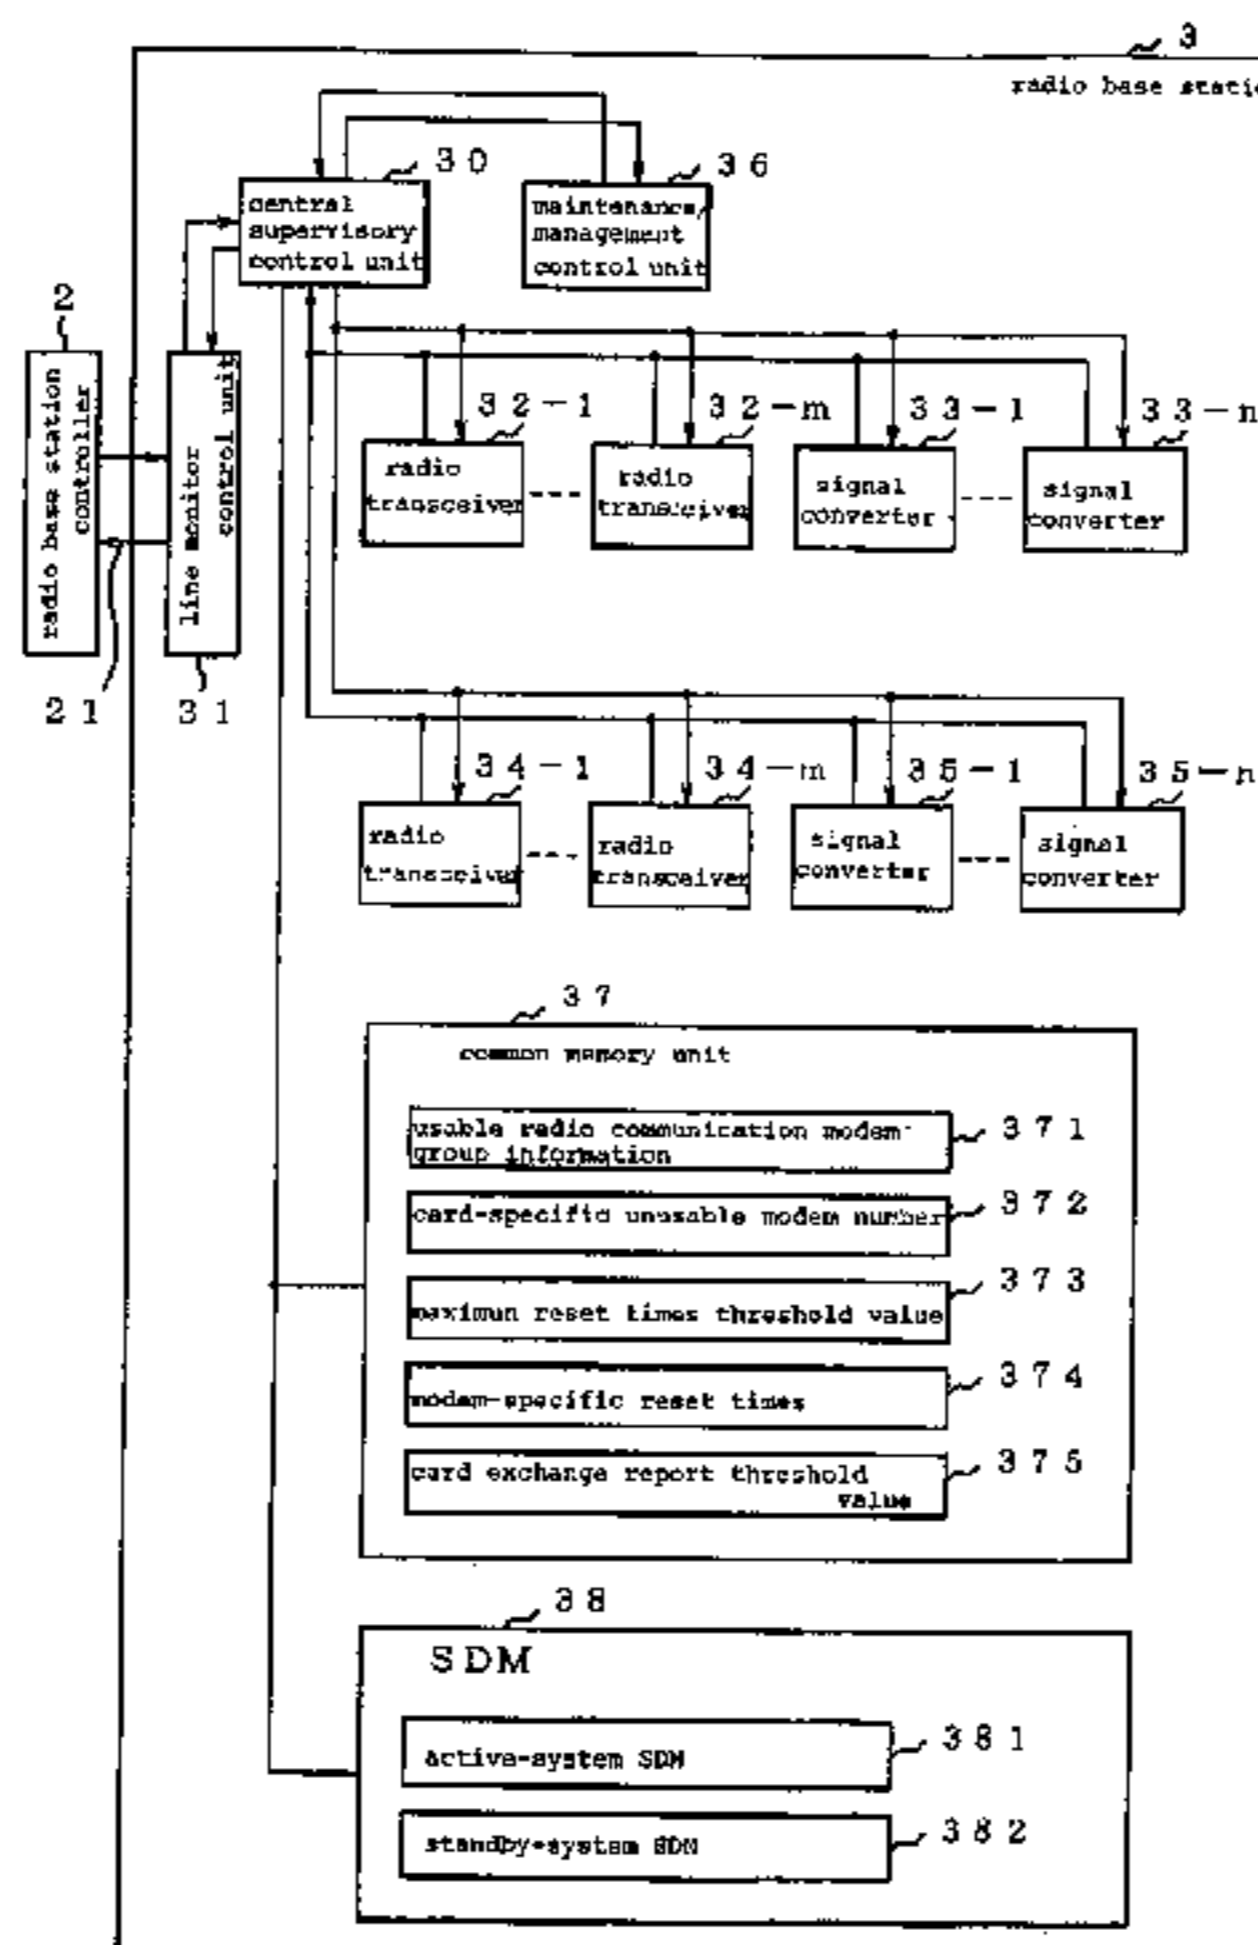 3
radio base stati
30
36
central
supervisory
control unit
maintenance/
management
control unit
2
radio base station
controller
line monitor
control unit
21
31
32-1
32-m
33-1
33-n
radio
transceiver
radio
transceiver
signal
converter
signal
converter
34-1
34-m
35-1
35-n
radio
transceiver
radio
transceiver
signal
converter
signal
converter
37
common memory unit
usable radio communication modem
group information
371
card-specific unusable modem number
372
maximun reset times threshold value
373
modem-specific reset times
374
card exchange report threshold
value
375
38
SDM
active-system SDM
381
standby-system SDM
382